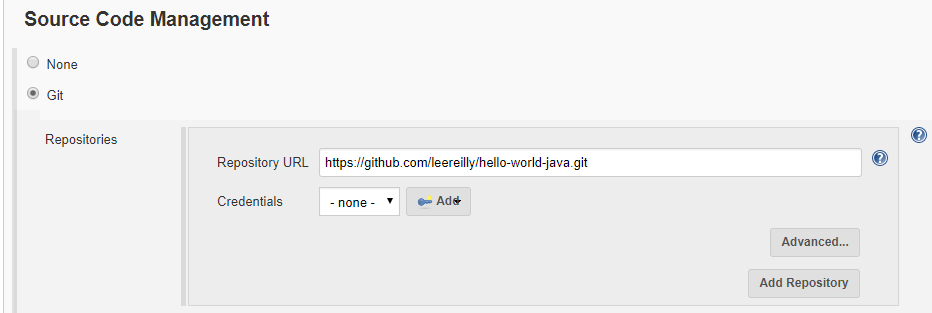 Source Code Management
None
Git
Repositories
Repository URL https://github.com/leereilly/hello-world-java.git
Credentials - none - Add
Advanced...
Add Repository